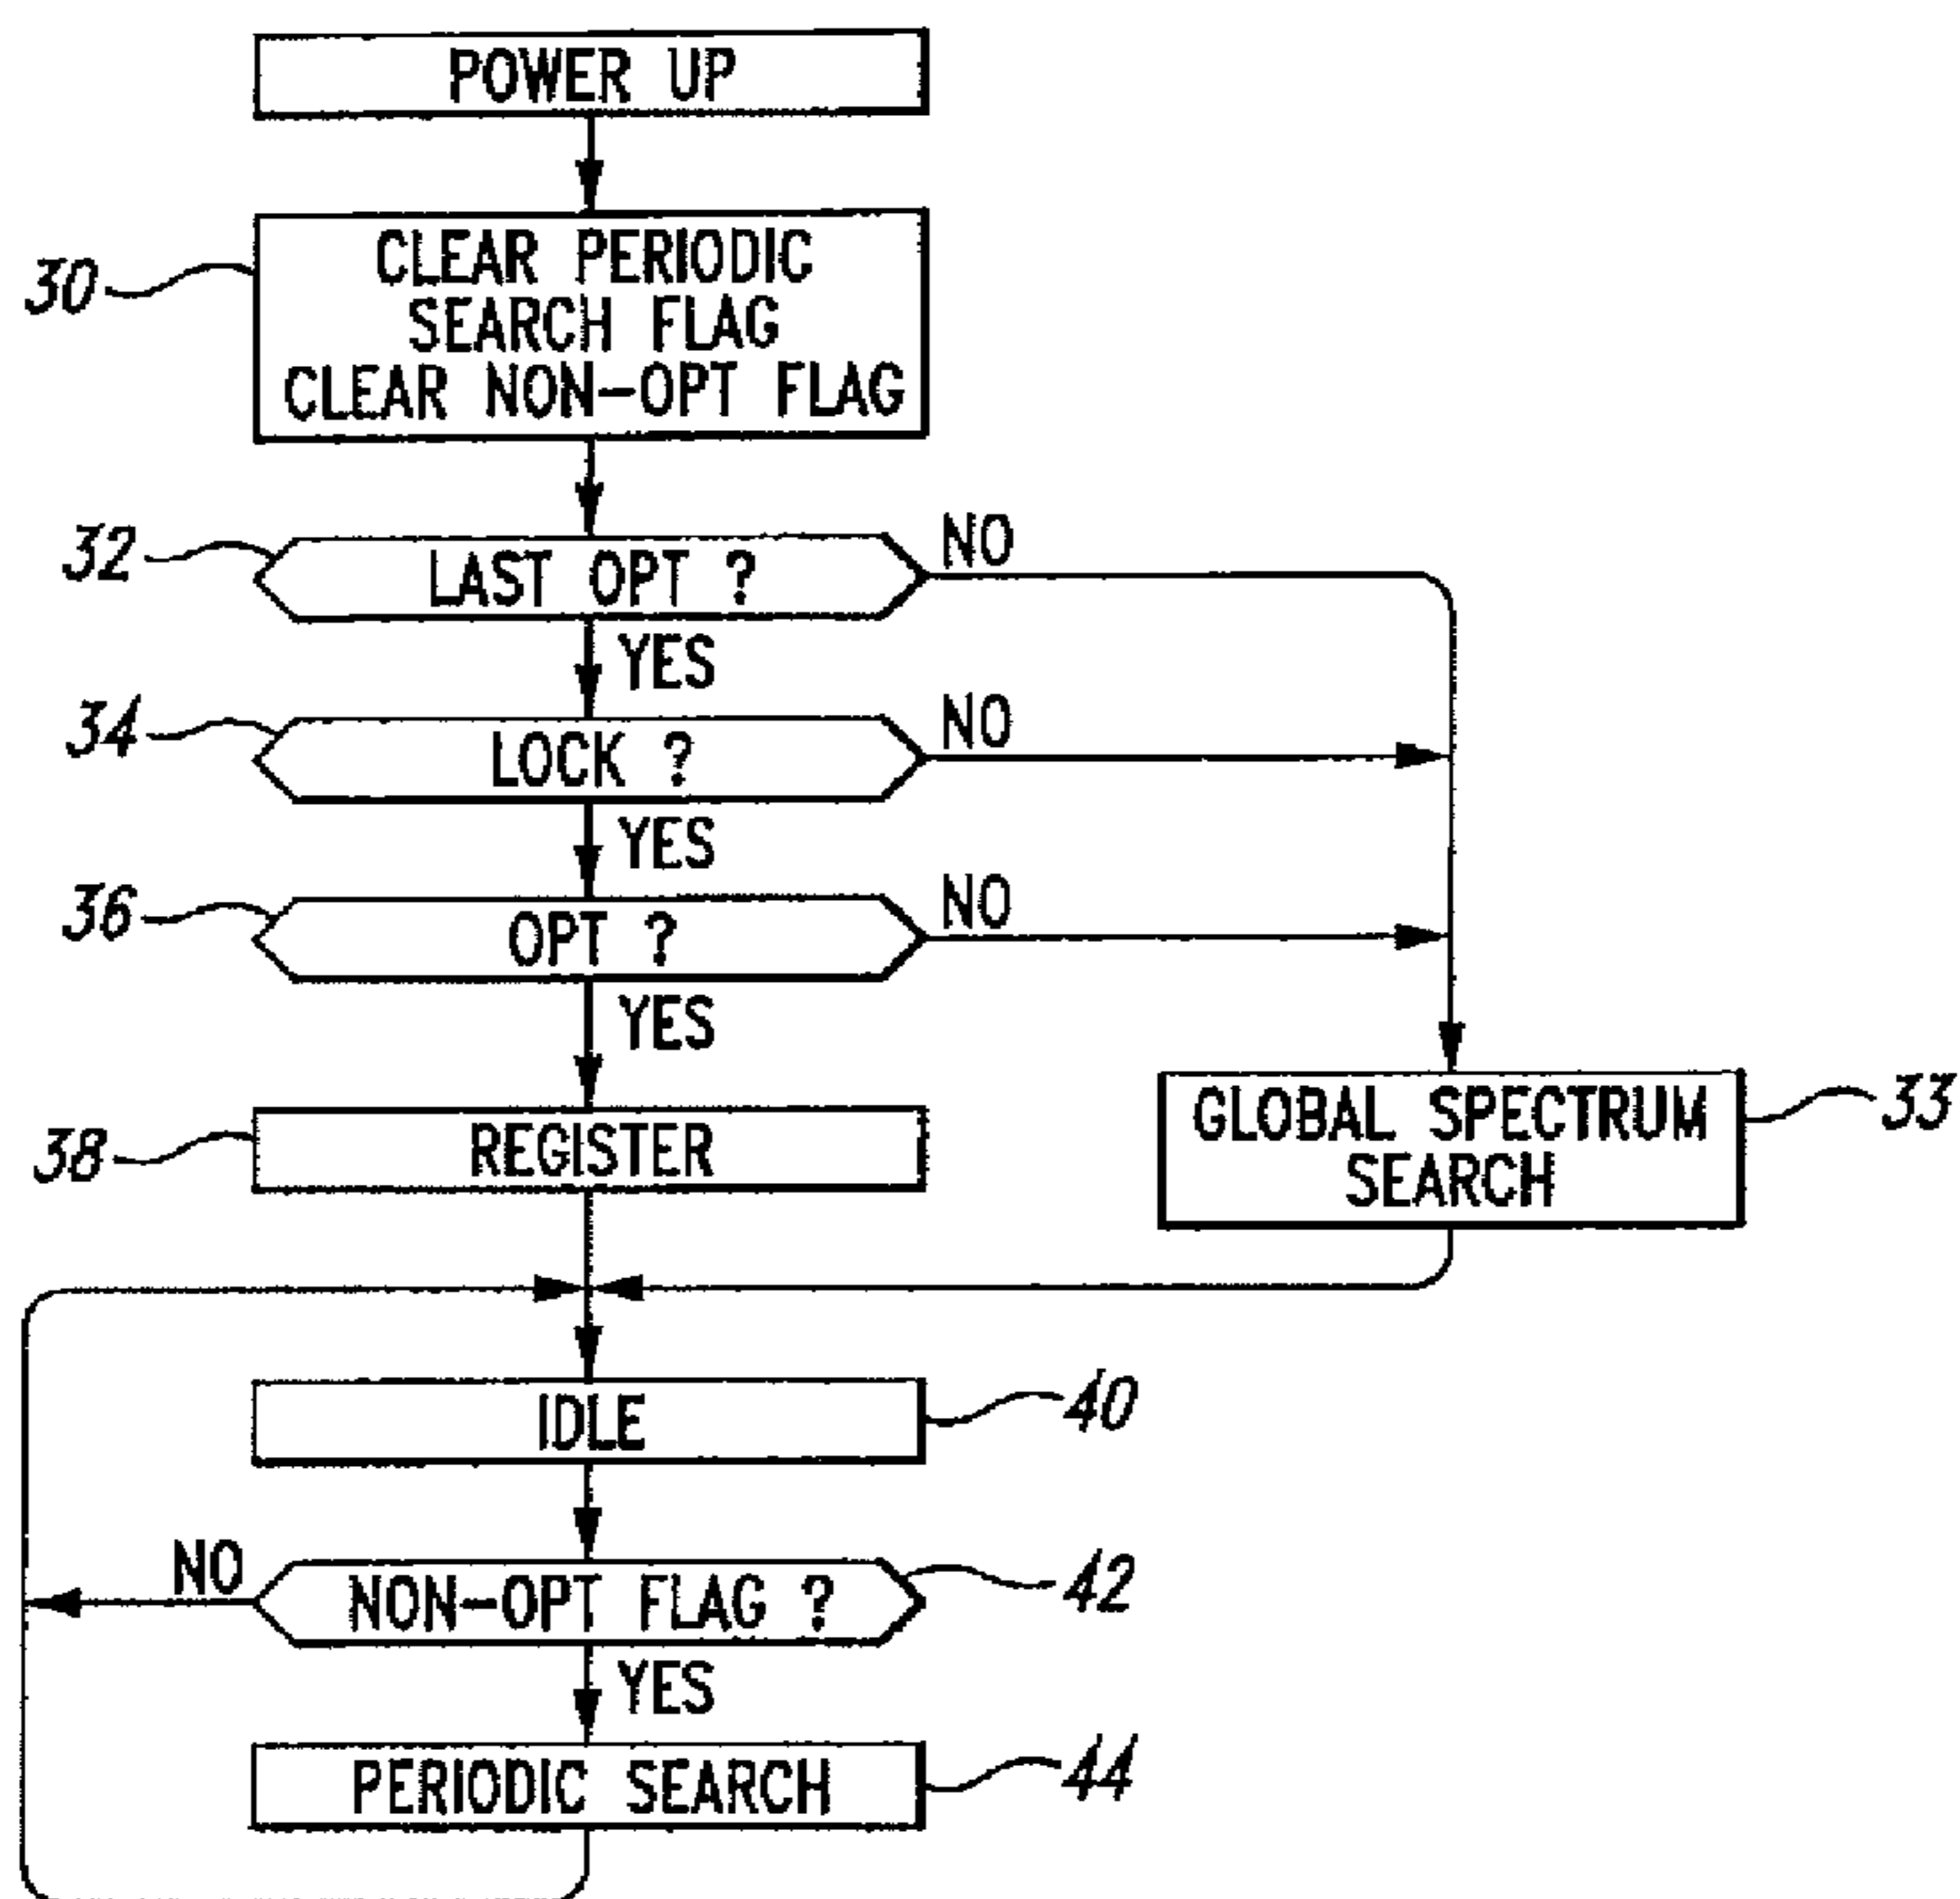 POWER UP
30
CLEAR PERIODIC
SEARCH FLAG
CLEAR NON-OPT FLAG
32
LAST OPT ?
NO
YES
34
LOCK ?
NO
YES
36
OPT ?
NO
YES
38
REGISTER
GLOBAL SPECTRUM
SEARCH
33
IDLE
40
NO
NON-OPT FLAG ?
42
YES
PERIODIC SEARCH
44